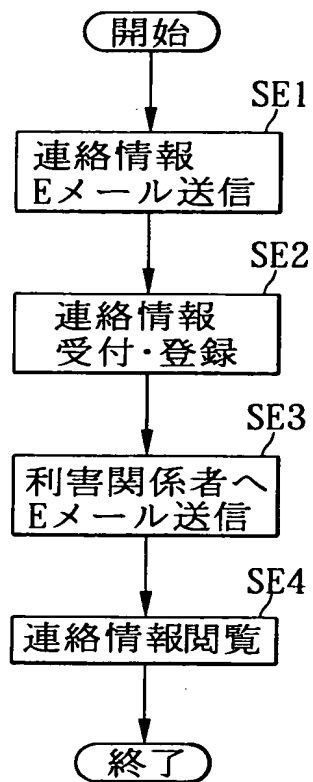 開始
SE1
連絡情報
Eメール送信
SE2
連絡情報
受付・登録
SE3
利害関係者へ
Eメール送信
SE4
連絡情報閲覧
終了